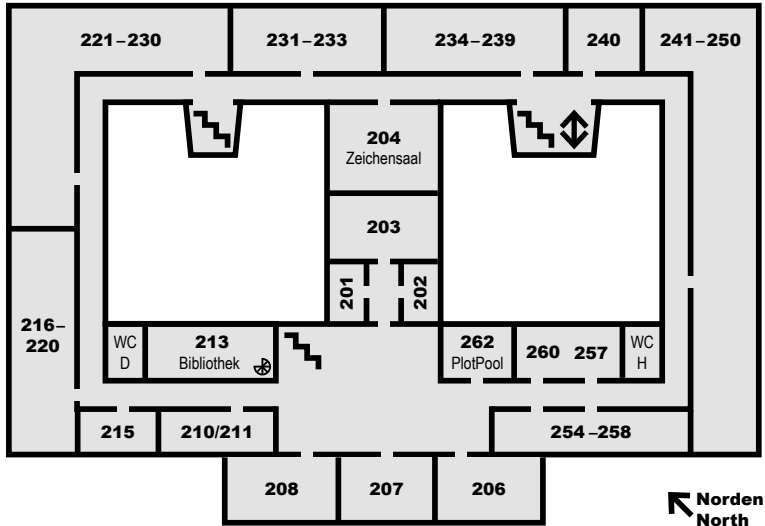 221–230
231–233
234–239
240
241–250
204
Zeichensaal
203
201
202
216–
220
WC
D
213
Bibliothek
262
PlotPool
260 257
WC
H
215
210/211
254–258
208
207
206
Norden
North